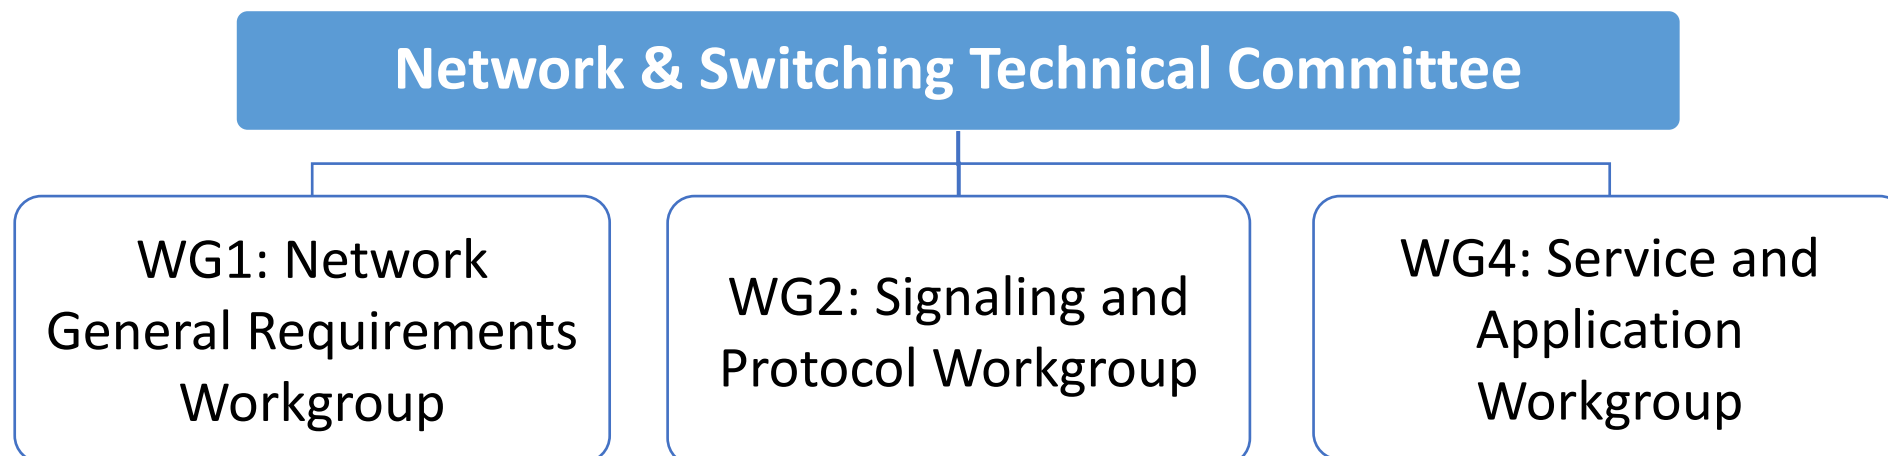 Network & Switching Technical Committee
WG1: Network
General Requirements
Workgroup
WG2: Signaling and
Protocol Workgroup
WG4: Service and
Application
Workgroup